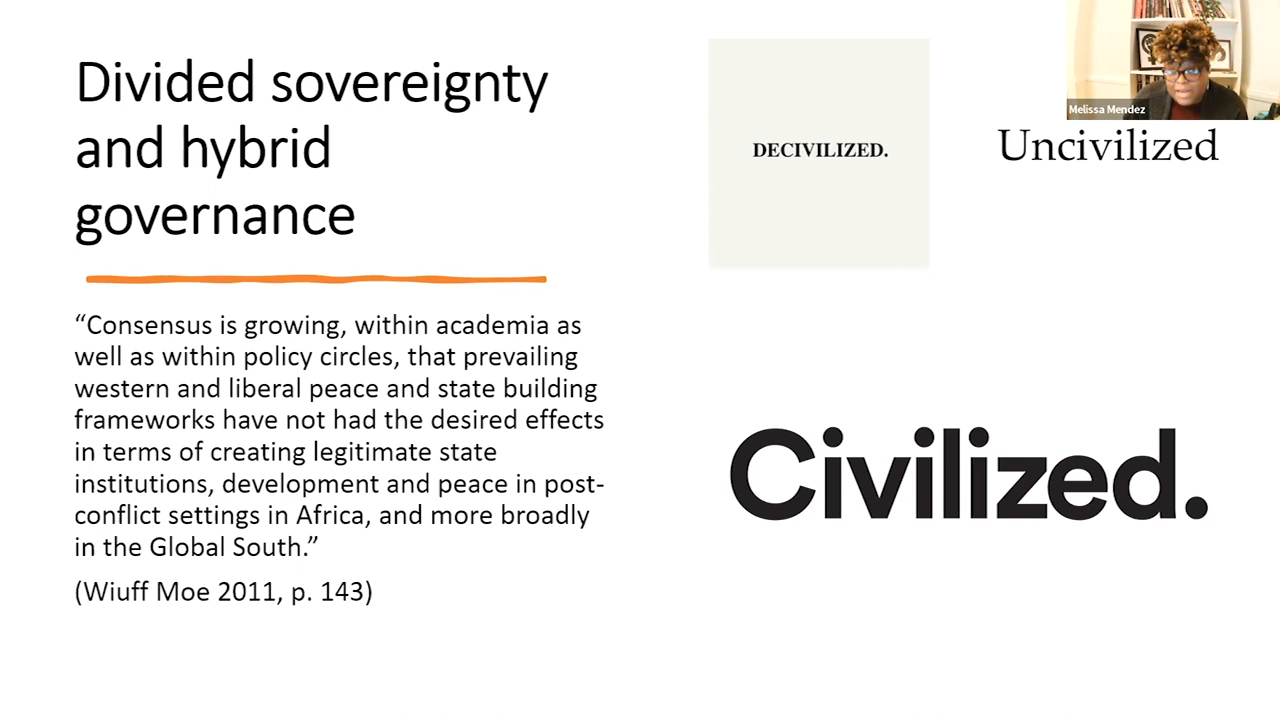 Divided sovereignty
and hybrid
governance
“Consensus is growing, within academia as
well as within policy circles, that prevailing
western and liberal peace and state building
frameworks have not had the desired effects
in terms of creating legitimate state
institutions, development and peace in post-
conflict settings in Africa, and more broadly
in the Global South.”
(Wiuff Moe 2011, p. 143)
DECIVILIZED.
Melissa Mendez
Uncivilized
Civilized.